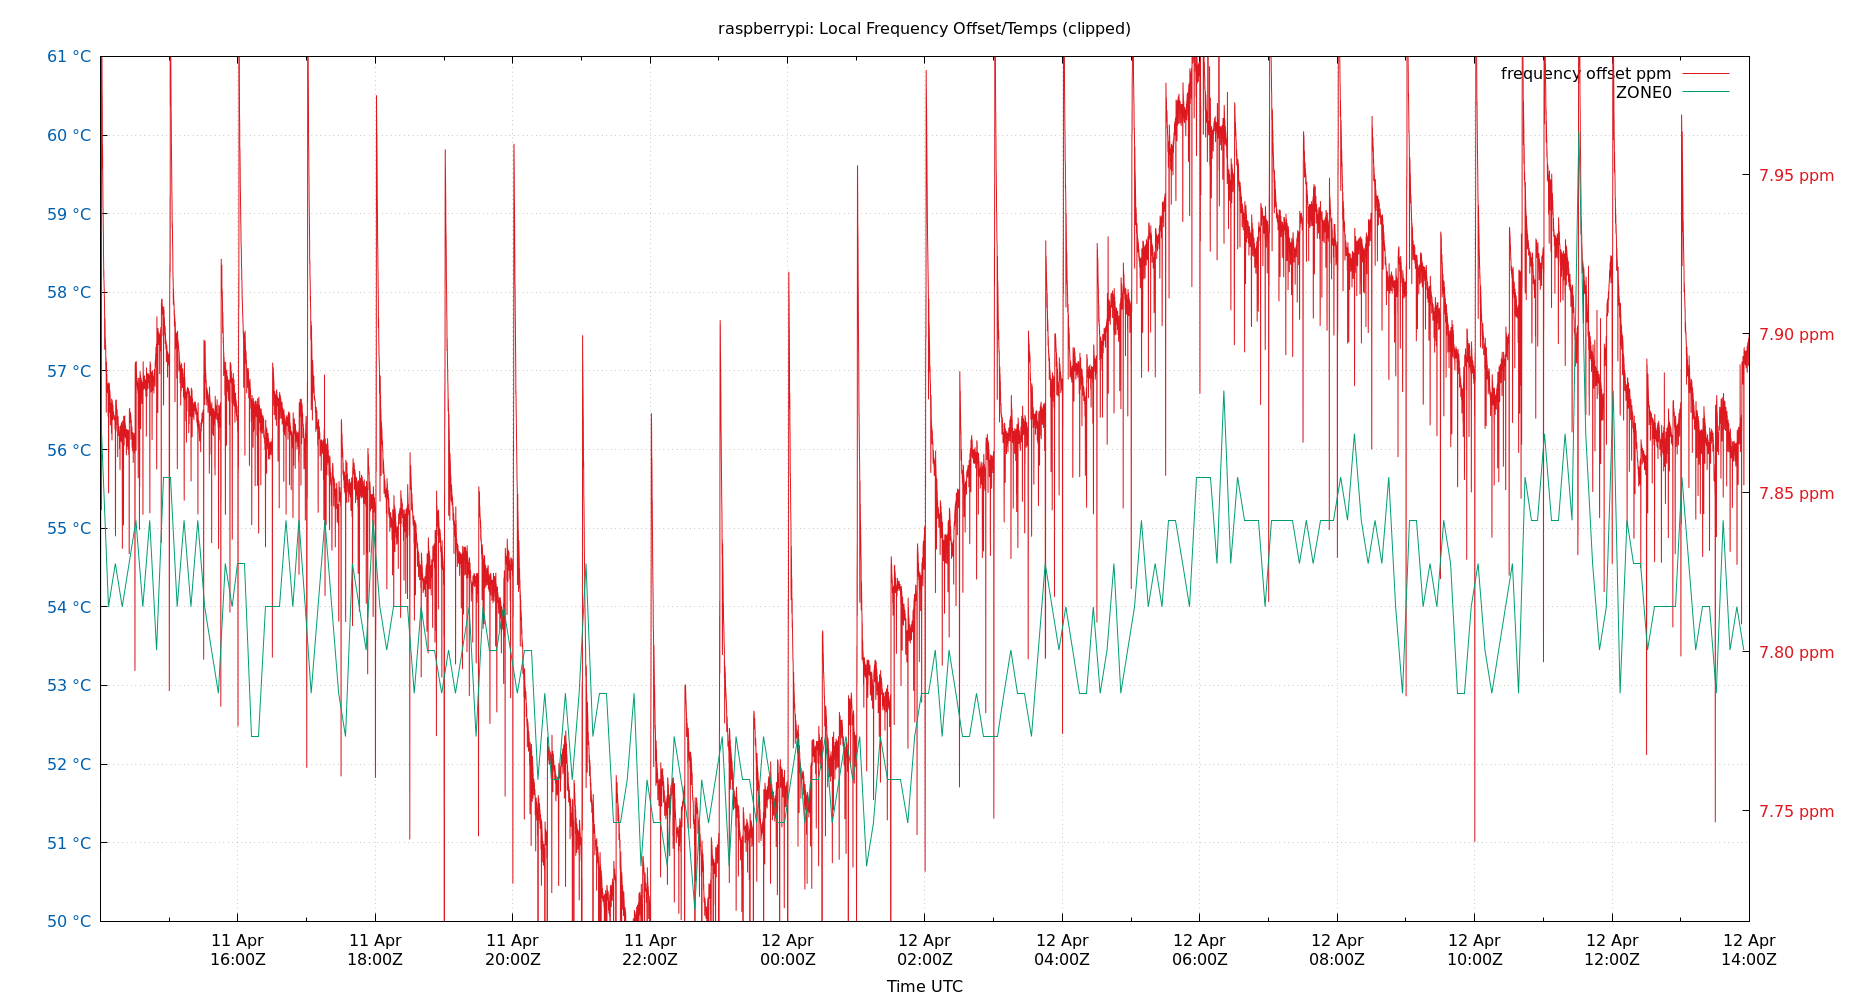 raspberrypi: Local Frequency Offset/Temps (clipped)
61 °C
60 °C
59 °C
58 °C
57 °C
56 °C
55 °C
54 °C
53 °C
52 °C
51 °C
50 °C
frequency offset ppm
ZONE0
7.95 ppm
7.90 ppm
7.85 ppm
7.80 ppm
7.75 ppm
11 Apr 11 Apr 11 Apr 11 Apr 12 Apr 12 Apr 12 Apr 12 Apr 12 Apr 12 Apr 12 Apr 12 Apr
16:00Z 18:00Z 20:00Z 22:00Z 00:00Z 02:00Z 04:00Z 06:00Z 08:00Z 10:00Z 12:00Z 14:00Z
Time UTC